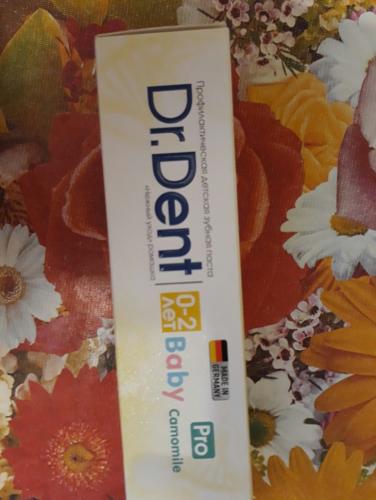 Профилактическая детская зубная паста
Dr.Dent
«Нежный уход» ромашка
0-2
лет
Baby
Camomile
Pro
MADE IN
GERMANY